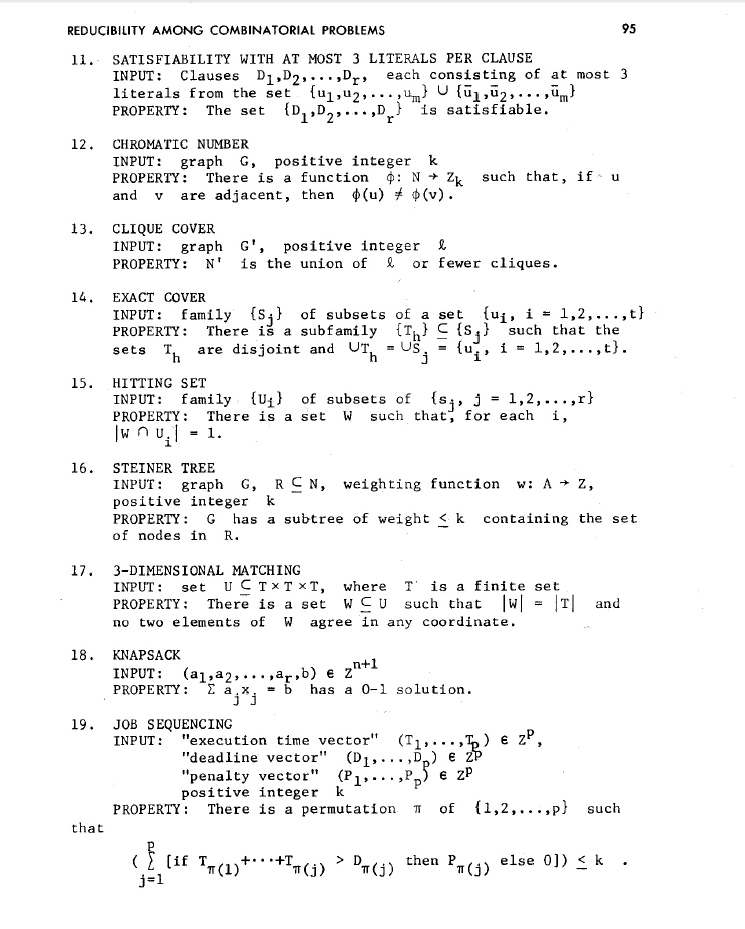 REDUCIBILITY AMONG COMBINATORIAL PROBLEMS 95
11. SATISFIABILITY WITH AT MOST 3 LITERALS PER CLAUSE
INPUT: Clauses D₁,D₂,...,Dᵣ, each consisting of at most 3
literals from the set {u₁,u₂,...,uₘ} ∪ {ū₁,ū₂,...,ūₘ}
PROPERTY: The set {D₁,D₂,...,Dᵣ} is satisfiable.
12. CHROMATIC NUMBER
INPUT: graph G, positive integer k
PROPERTY: There is a function ϕ: N → Zₖ such that, if u
and v are adjacent, then ϕ(u) ≠ ϕ(v).
13. CLIQUE COVER
INPUT: graph G', positive integer ℓ
PROPERTY: N' is the union of ℓ or fewer cliques.
14. EXACT COVER
INPUT: family {Sⱼ} of subsets of a set {uᵢ, i = 1,2,...,t}
PROPERTY: There is a subfamily {Tₕ} ⊆ {Sⱼ} such that the
sets Tₕ are disjoint and ∪Tₕ = ∪Sⱼ = {uᵢ, i = 1,2,...,t}.
15. HITTING SET
INPUT: family {Uᵢ} of subsets of {sⱼ, j = 1,2,...,r}
PROPERTY: There is a set W such that, for each i,
|W ∩ Uᵢ| = 1.
16. STEINER TREE
INPUT: graph G, R ⊆ N, weighting function w: A → Z,
positive integer k
PROPERTY: G has a subtree of weight ≤ k containing the set
of nodes in R.
17. 3-DIMENSIONAL MATCHING
INPUT: set U ⊆ T × T × T, where T is a finite set
PROPERTY: There is a set W ⊆ U such that |W| = |T| and
no two elements of W agree in any coordinate.
18. KNAPSACK
INPUT: (a₁,a₂,...,aᵣ,b) ∈ Zⁿ⁺¹
PROPERTY: Σ aⱼxⱼ = b has a 0-1 solution.
19. JOB SEQUENCING
INPUT: "execution time vector" (T₁,...,Tₚ) ∈ Zᴾ,
"deadline vector" (D₁,...,Dₚ) ∈ Zᴾ
"penalty vector" (P₁,...,Pₚ) ∈ Zᴾ
positive integer k
PROPERTY: There is a permutation π of {1,2,...,p} such
that
p
( Σ [if T_π(1)+···+T_π(j) > D_π(j) then P_π(j) else 0]) ≤ k .
j=1